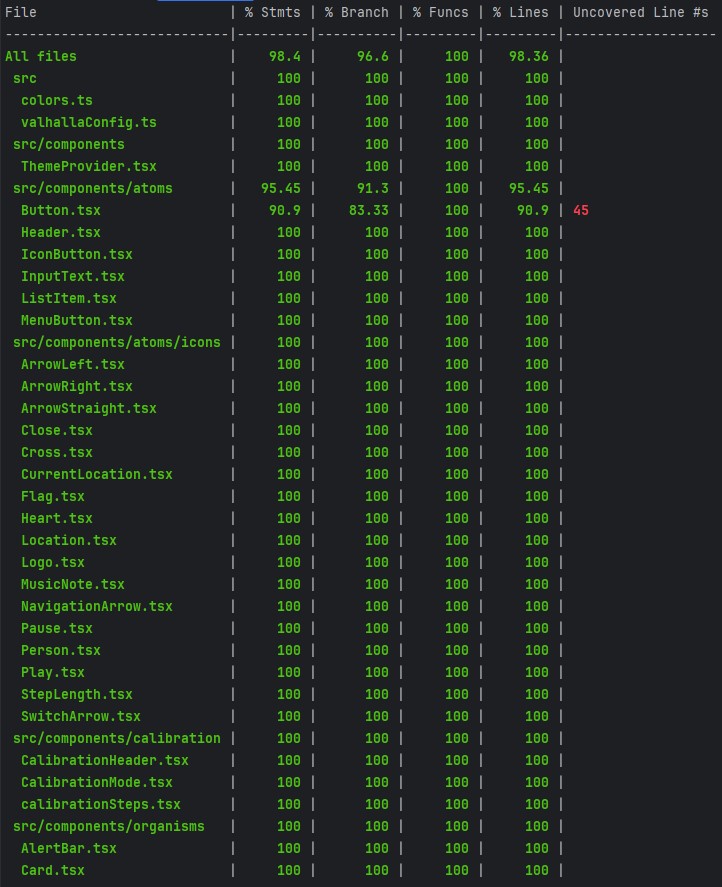 File                        | % Stmts | % Branch | % Funcs | % Lines | Uncovered Line #s
----------------------------|---------|----------|---------|---------|-------------------
All files                   |    98.4 |     96.6 |     100 |   98.36 |
 src                        |     100 |      100 |     100 |     100 |
  colors.ts                 |     100 |      100 |     100 |     100 |
  valhallaConfig.ts         |     100 |      100 |     100 |     100 |
 src/components             |     100 |      100 |     100 |     100 |
  ThemeProvider.tsx         |     100 |      100 |     100 |     100 |
 src/components/atoms       |   95.45 |     91.3 |     100 |   95.45 |
  Button.tsx                |    90.9 |    83.33 |     100 |    90.9 | 45
  Header.tsx                |     100 |      100 |     100 |     100 |
  IconButton.tsx            |     100 |      100 |     100 |     100 |
  InputText.tsx             |     100 |      100 |     100 |     100 |
  ListItem.tsx              |     100 |      100 |     100 |     100 |
  MenuButton.tsx            |     100 |      100 |     100 |     100 |
 src/components/atoms/icons |     100 |      100 |     100 |     100 |
  ArrowLeft.tsx             |     100 |      100 |     100 |     100 |
  ArrowRight.tsx            |     100 |      100 |     100 |     100 |
  ArrowStraight.tsx         |     100 |      100 |     100 |     100 |
  Close.tsx                 |     100 |      100 |     100 |     100 |
  Cross.tsx                 |     100 |      100 |     100 |     100 |
  CurrentLocation.tsx       |     100 |      100 |     100 |     100 |
  Flag.tsx                  |     100 |      100 |     100 |     100 |
  Heart.tsx                 |     100 |      100 |     100 |     100 |
  Location.tsx              |     100 |      100 |     100 |     100 |
  Logo.tsx                  |     100 |      100 |     100 |     100 |
  MusicNote.tsx             |     100 |      100 |     100 |     100 |
  NavigationArrow.tsx       |     100 |      100 |     100 |     100 |
  Pause.tsx                 |     100 |      100 |     100 |     100 |
  Person.tsx                |     100 |      100 |     100 |     100 |
  Play.tsx                  |     100 |      100 |     100 |     100 |
  StepLength.tsx            |     100 |      100 |     100 |     100 |
  SwitchArrow.tsx           |     100 |      100 |     100 |     100 |
 src/components/calibration |     100 |      100 |     100 |     100 |
  CalibrationHeader.tsx     |     100 |      100 |     100 |     100 |
  CalibrationMode.tsx       |     100 |      100 |     100 |     100 |
  calibrationSteps.tsx      |     100 |      100 |     100 |     100 |
 src/components/organisms   |     100 |      100 |     100 |     100 |
  AlertBar.tsx              |     100 |      100 |     100 |     100 |
  Card.tsx                  |     100 |      100 |     100 |     100 |